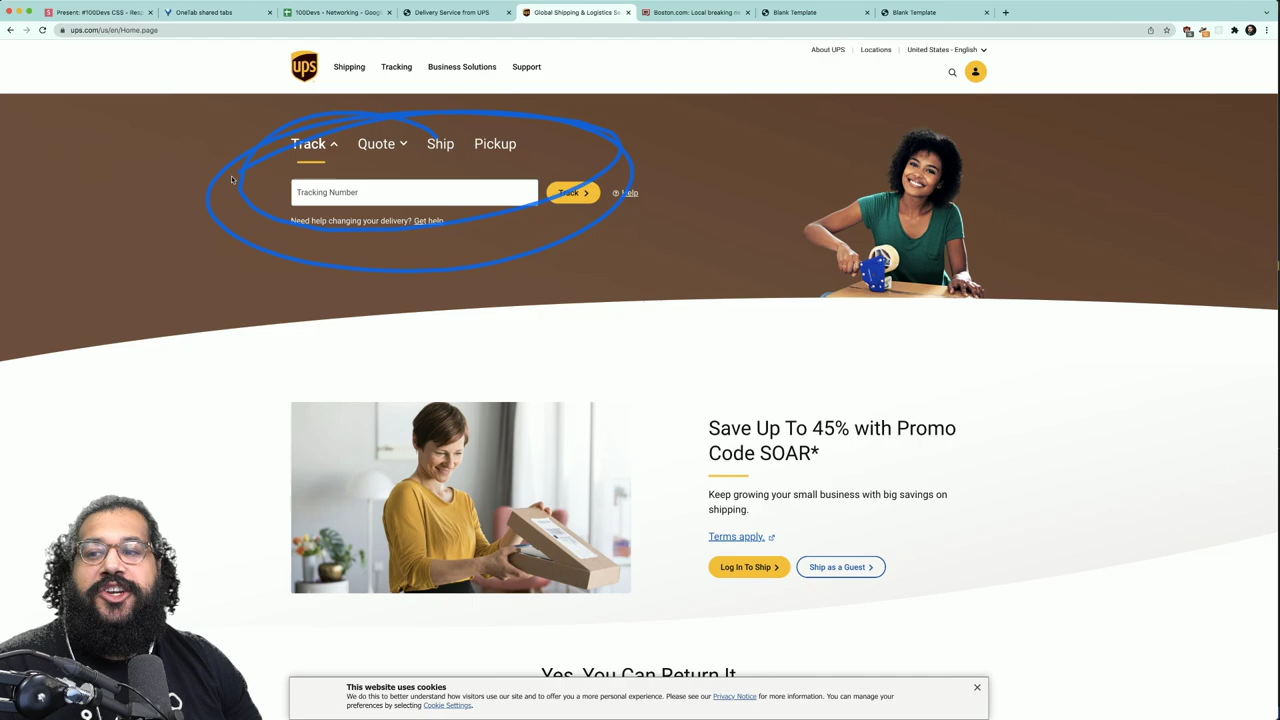 Present: #100Devs CSS - Resp
OneTab shared tabs
100Devs - Networking - Googl
Delivery Service from UPS
Global Shipping & Logistics Se
Boston.com: Local breaking ne
Blank Template
Blank Template
ups.com/us/en/Home.page
About UPS
Locations
United States - English
ups
Shipping
Tracking
Business Solutions
Support
Track
Quote
Ship
Pickup
Tracking Number
Track
Help
Need help changing your delivery? Get help
Save Up To 45% with Promo
Code SOAR*
Keep growing your small business with big savings on
shipping.
Terms apply.
Log In To Ship
Ship as a Guest
Yes, You Can Return It
This website uses cookies
We do this to better understand how visitors use our site and to offer you a more personal experience. Please see our Privacy Notice for more information. You can manage your
preferences by selecting Cookie Settings.